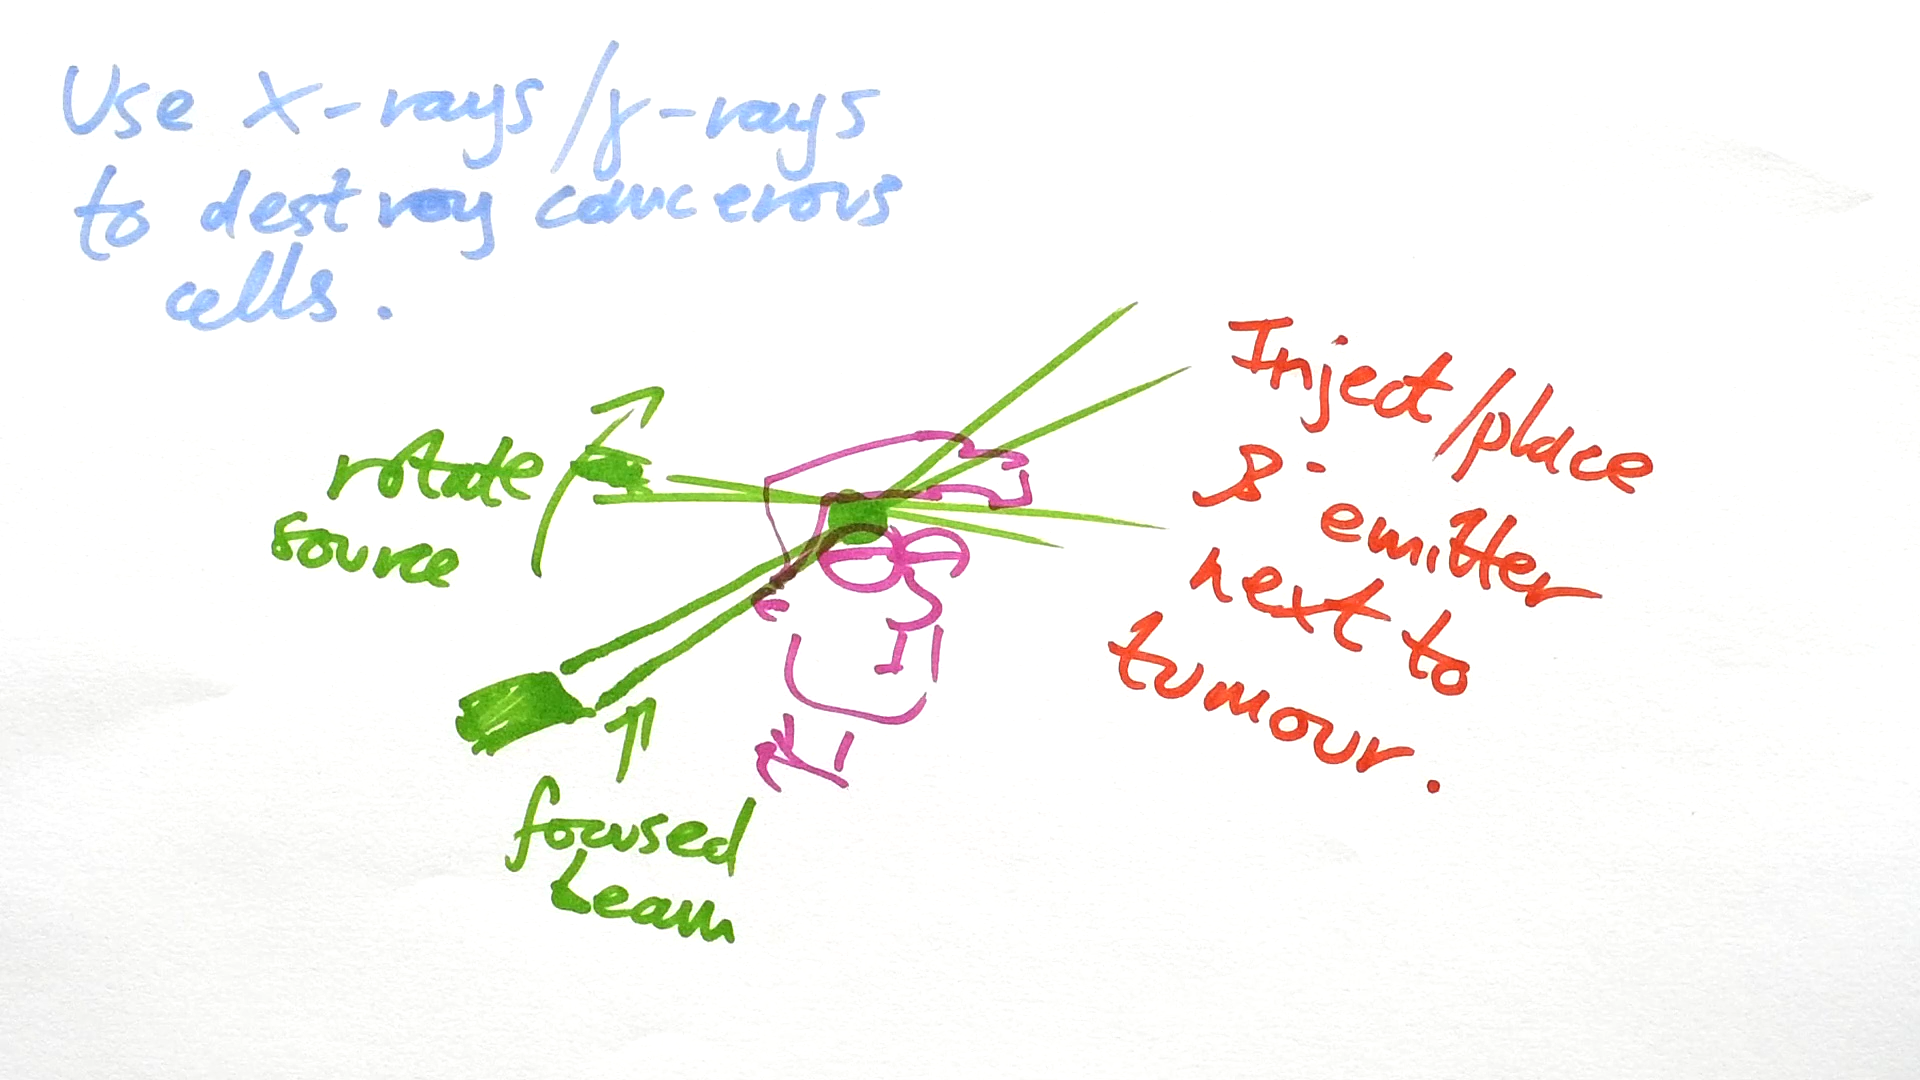 Use X-rays/γ-rays
to destroy cancerous
cells.
rotate
source
focused
beam
Inject/place
β- emitter
next to
tumour.